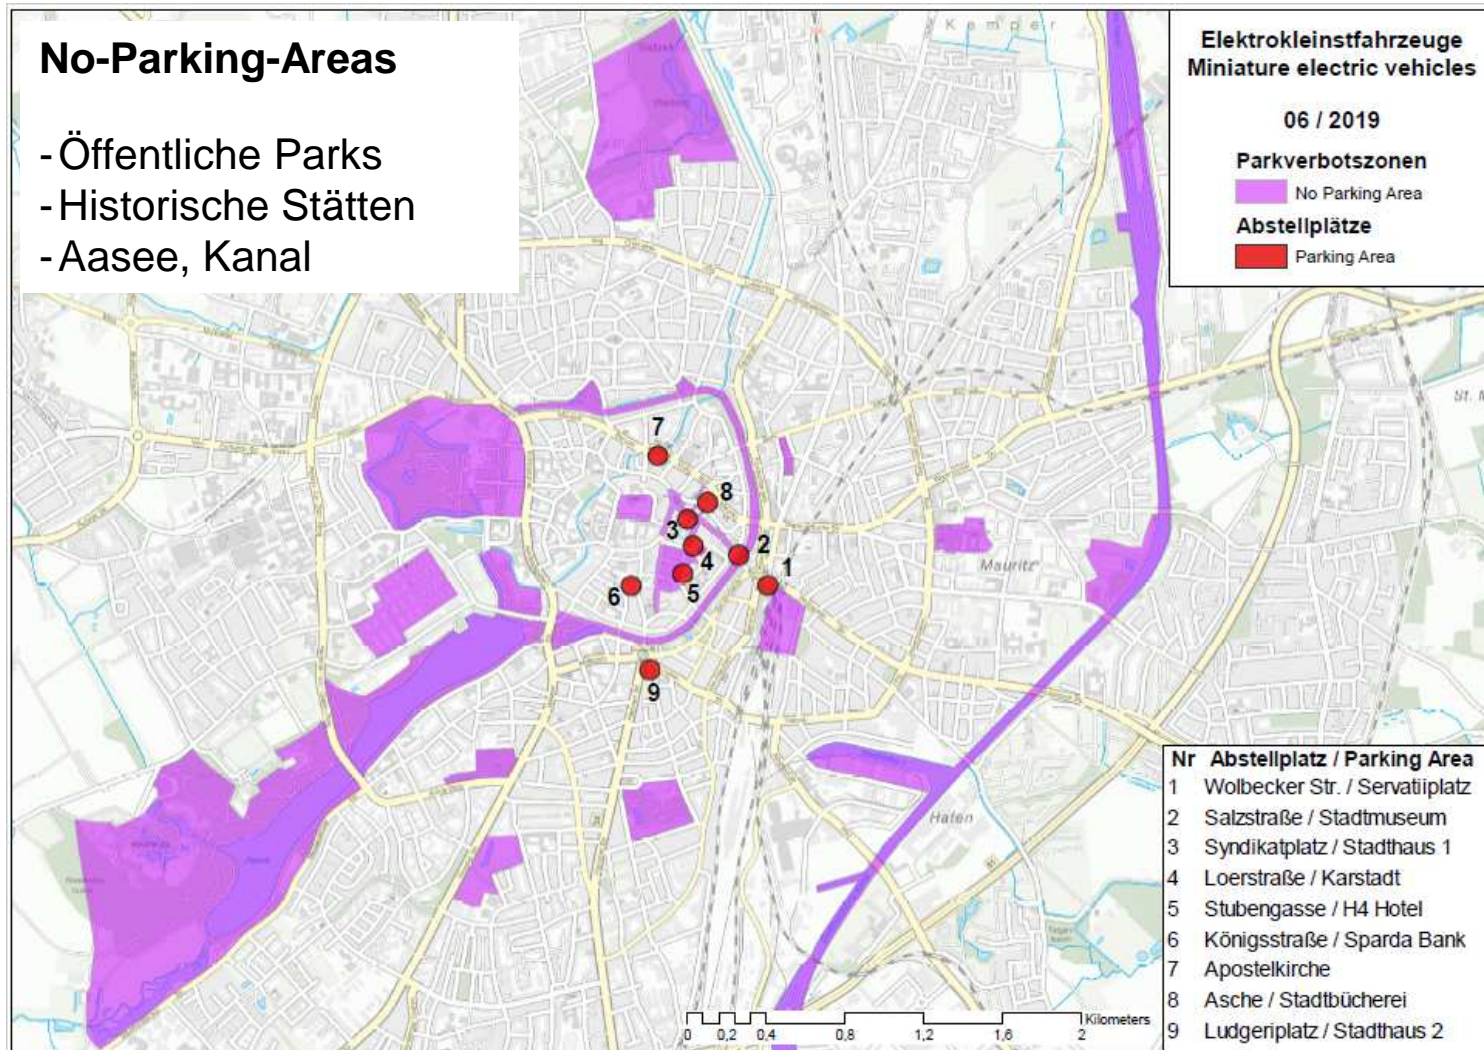 No-Parking-Areas
- Öffentliche Parks
- Historische Stätten
- Aasee, Kanal
Kemper
Elektrokleinstfahrzeuge
Miniature electric vehicles
06 / 2019
Parkverbotszonen
No Parking Area
Abstellplätze
Parking Area
7
8
3
2
4
1
5
6
9
Mauritz
Hafen
Nr Abstellplatz / Parking Area
1 Wolbecker Str. / Servatiiplatz
2 Salzstraße / Stadtmuseum
3 Syndikatplatz / Stadthaus 1
4 Loerstraße / Karstadt
5 Stubengasse / H4 Hotel
6 Königsstraße / Sparda Bank
7 Apostelkirche
8 Asche / Stadtbücherei
9 Ludgeriplatz / Stadthaus 2
Kilometers
0 0,2 0,4 0,8 1,2 1,6 2